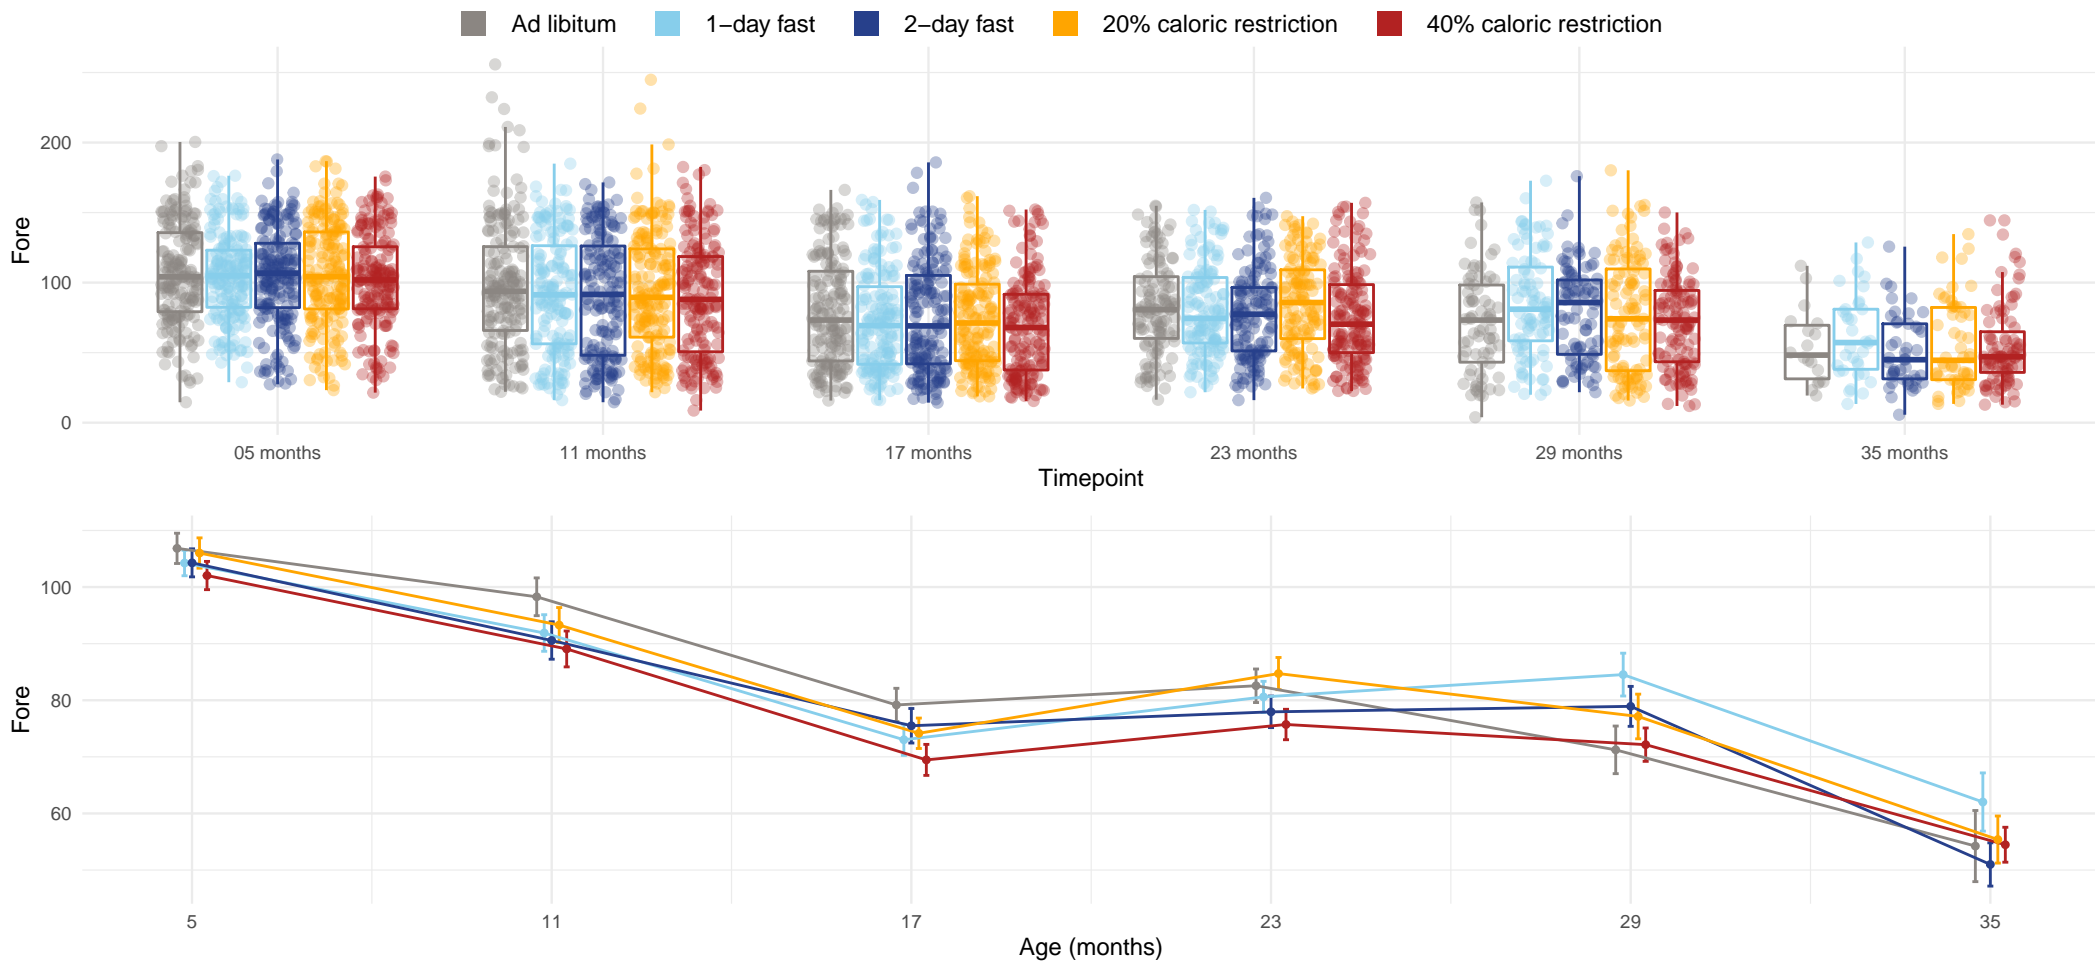 Ad libitum 1−day fast 2−day fast 20% caloric restriction 40% caloric restriction
Fore
200
100
0
05 months 11 months 17 months 23 months 29 months 35 months
Timepoint
Fore
100
80
60
5 11 17 23 29 35
Age (months)